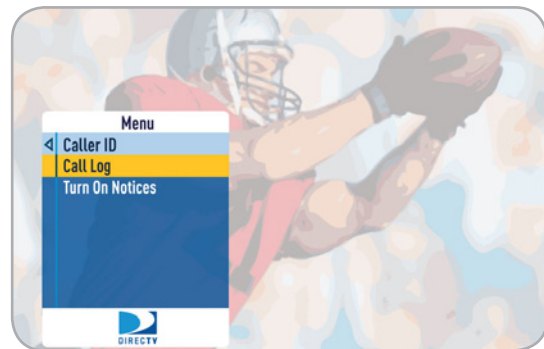 Menu
Caller ID
Call Log
Turn On Notices
DIRECTV